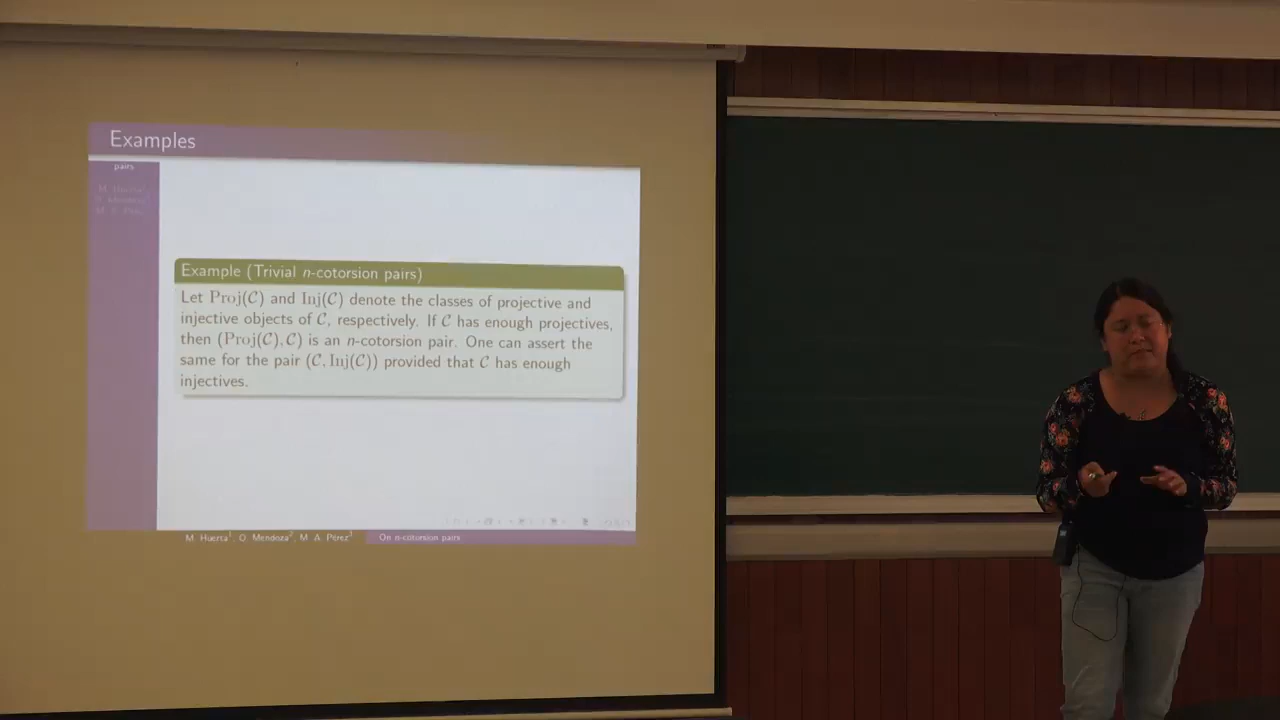 Examples
pairs
M. Huerta
Example (Trivial n-cotorsion pairs)
Let Proj(𝒞) and Inj(𝒞) denote the classes of projective and
injective objects of 𝒞, respectively. If 𝒞 has enough projectives,
then (Proj(𝒞), 𝒞) is an n-cotorsion pair. One can assert the
same for the pair (𝒞, Inj(𝒞)) provided that 𝒞 has enough
injectives.
M. Huerta¹, O. Mendoza², M. A. Pérez³ On n-cotorsion pairs